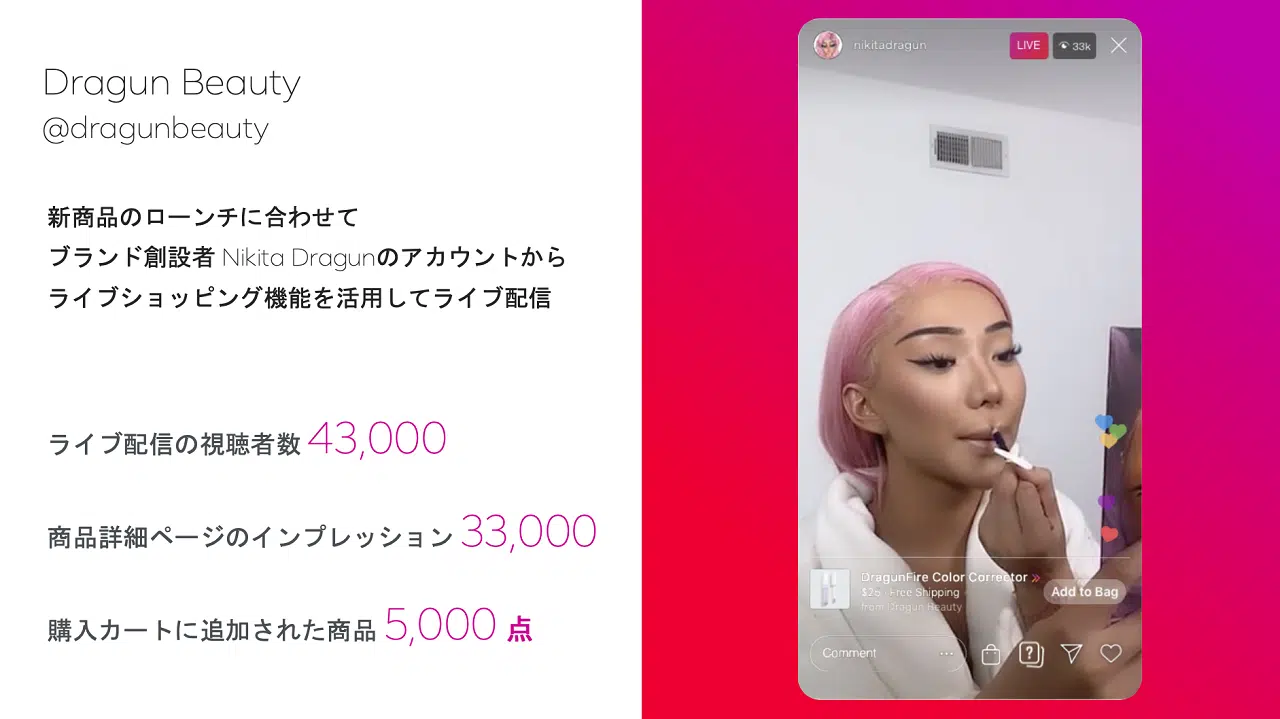 Dragun Beauty
@dragunbeauty
新商品のローンチに合わせて
ブランド創設者 Nikita Dragunのアカウントから
ライブショッピング機能を活用してライブ配信
ライブ配信の視聴者数 43,000
商品詳細ページのインプレッション 33,000
購入カートに追加された商品 5,000 点
nikitadragun
LIVE
33k
DragunFire Color Corrector »
$26 · Free Shipping
from Dragun Beauty
Add to Bag
Comment